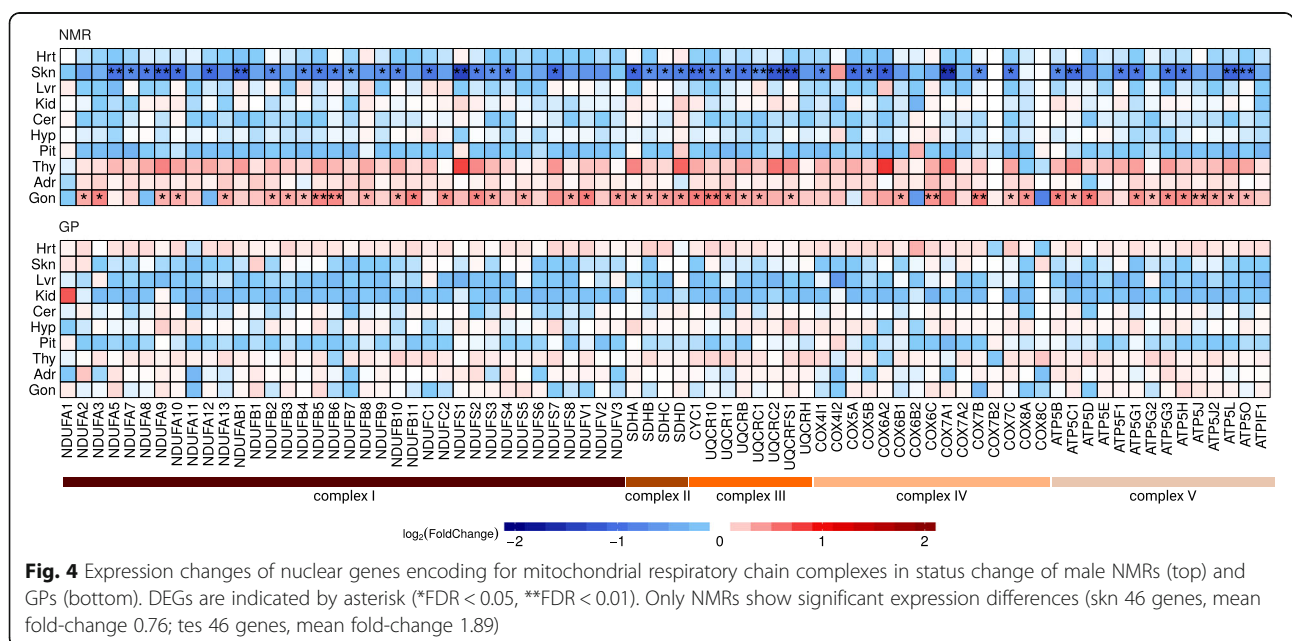 NMR
Hrt
Skn
Lvr
Kid
Cer
Hyp
Pit
Thy
Adr
Gon
GP
Hrt
Skn
Lvr
Kid
Cer
Hyp
Pit
Thy
Adr
Gon
NDUFA1
NDUFA2
NDUFA3
NDUFA5
NDUFA7
NDUFA8
NDUFA9
NDUFA10
NDUFA11
NDUFA12
NDUFA13
NDUFAB1
NDUFB1
NDUFB2
NDUFB3
NDUFB4
NDUFB5
NDUFB6
NDUFB7
NDUFB8
NDUFB9
NDUFB10
NDUFB11
NDUFC1
NDUFC2
NDUFS1
NDUFS2
NDUFS3
NDUFS4
NDUFS5
NDUFS6
NDUFS7
NDUFS8
NDUFV1
NDUFV2
NDUFV3
SDHA
SDHB
SDHC
SDHD
CYC1
UQCR10
UQCR11
UQCRB
UQCRC1
UQCRC2
UQCRFS1
UQCRH
COX4I1
COX4I2
COX5A
COX5B
COX6A2
COX6B1
COX6B2
COX6C
COX7A1
COX7A2
COX7B
COX7B2
COX7C
COX8A
COX8C
ATP5B
ATP5C1
ATP5D
ATP5E
ATP5F1
ATP5G1
ATP5G2
ATP5G3
ATP5H
ATP5J
ATP5J2
ATP5L
ATP5O
ATPIF1
complex I complex II complex III complex IV complex V
log2(FoldChange)
−2 −1 0 1 2
Fig. 4 Expression changes of nuclear genes encoding for mitochondrial respiratory chain complexes in status change of male NMRs (top) and
GPs (bottom). DEGs are indicated by asterisk (*FDR < 0.05, **FDR < 0.01). Only NMRs show significant expression differences (skn 46 genes, mean
fold-change 0.76; tes 46 genes, mean fold-change 1.89)